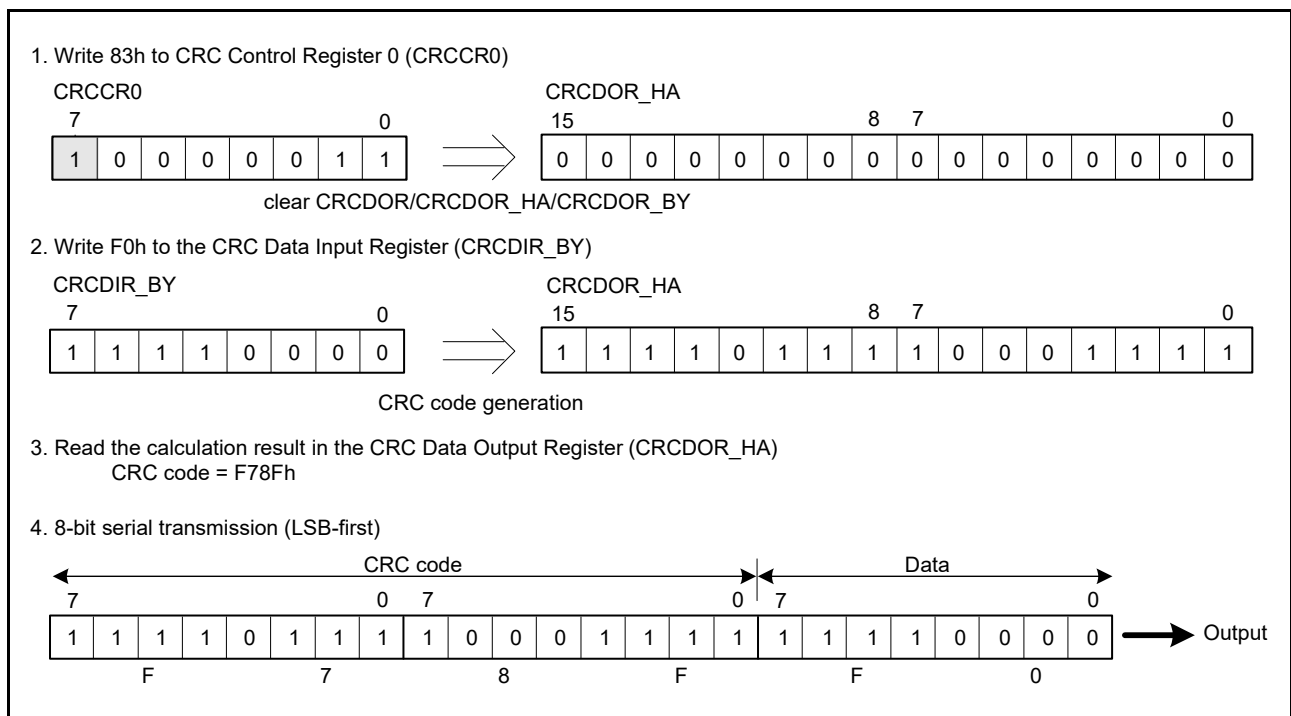 1. Write 83h to CRC Control Register 0 (CRCCR0)
CRCCR0 CRCDOR_HA
7 0 15 8 7 0
1 0 0 0 0 0 1 1 0 0 0 0 0 0 0 0 0 0 0 0 0 0 0 0
clear CRCDOR/CRCDOR_HA/CRCDOR_BY
2. Write F0h to the CRC Data Input Register (CRCDIR_BY)
CRCDIR_BY CRCDOR_HA
7 0 15 8 7 0
1 1 1 1 0 0 0 0 1 1 1 1 0 1 1 1 1 0 0 0 1 1 1 1
CRC code generation
3. Read the calculation result in the CRC Data Output Register (CRCDOR_HA)
CRC code = F78Fh
4. 8-bit serial transmission (LSB-first)
CRC code Data
7 0 7 0 7 0
1 1 1 1 0 1 1 1 1 0 0 0 1 1 1 1 1 1 1 1 0 0 0 0 Output
F 7 8 F F 0